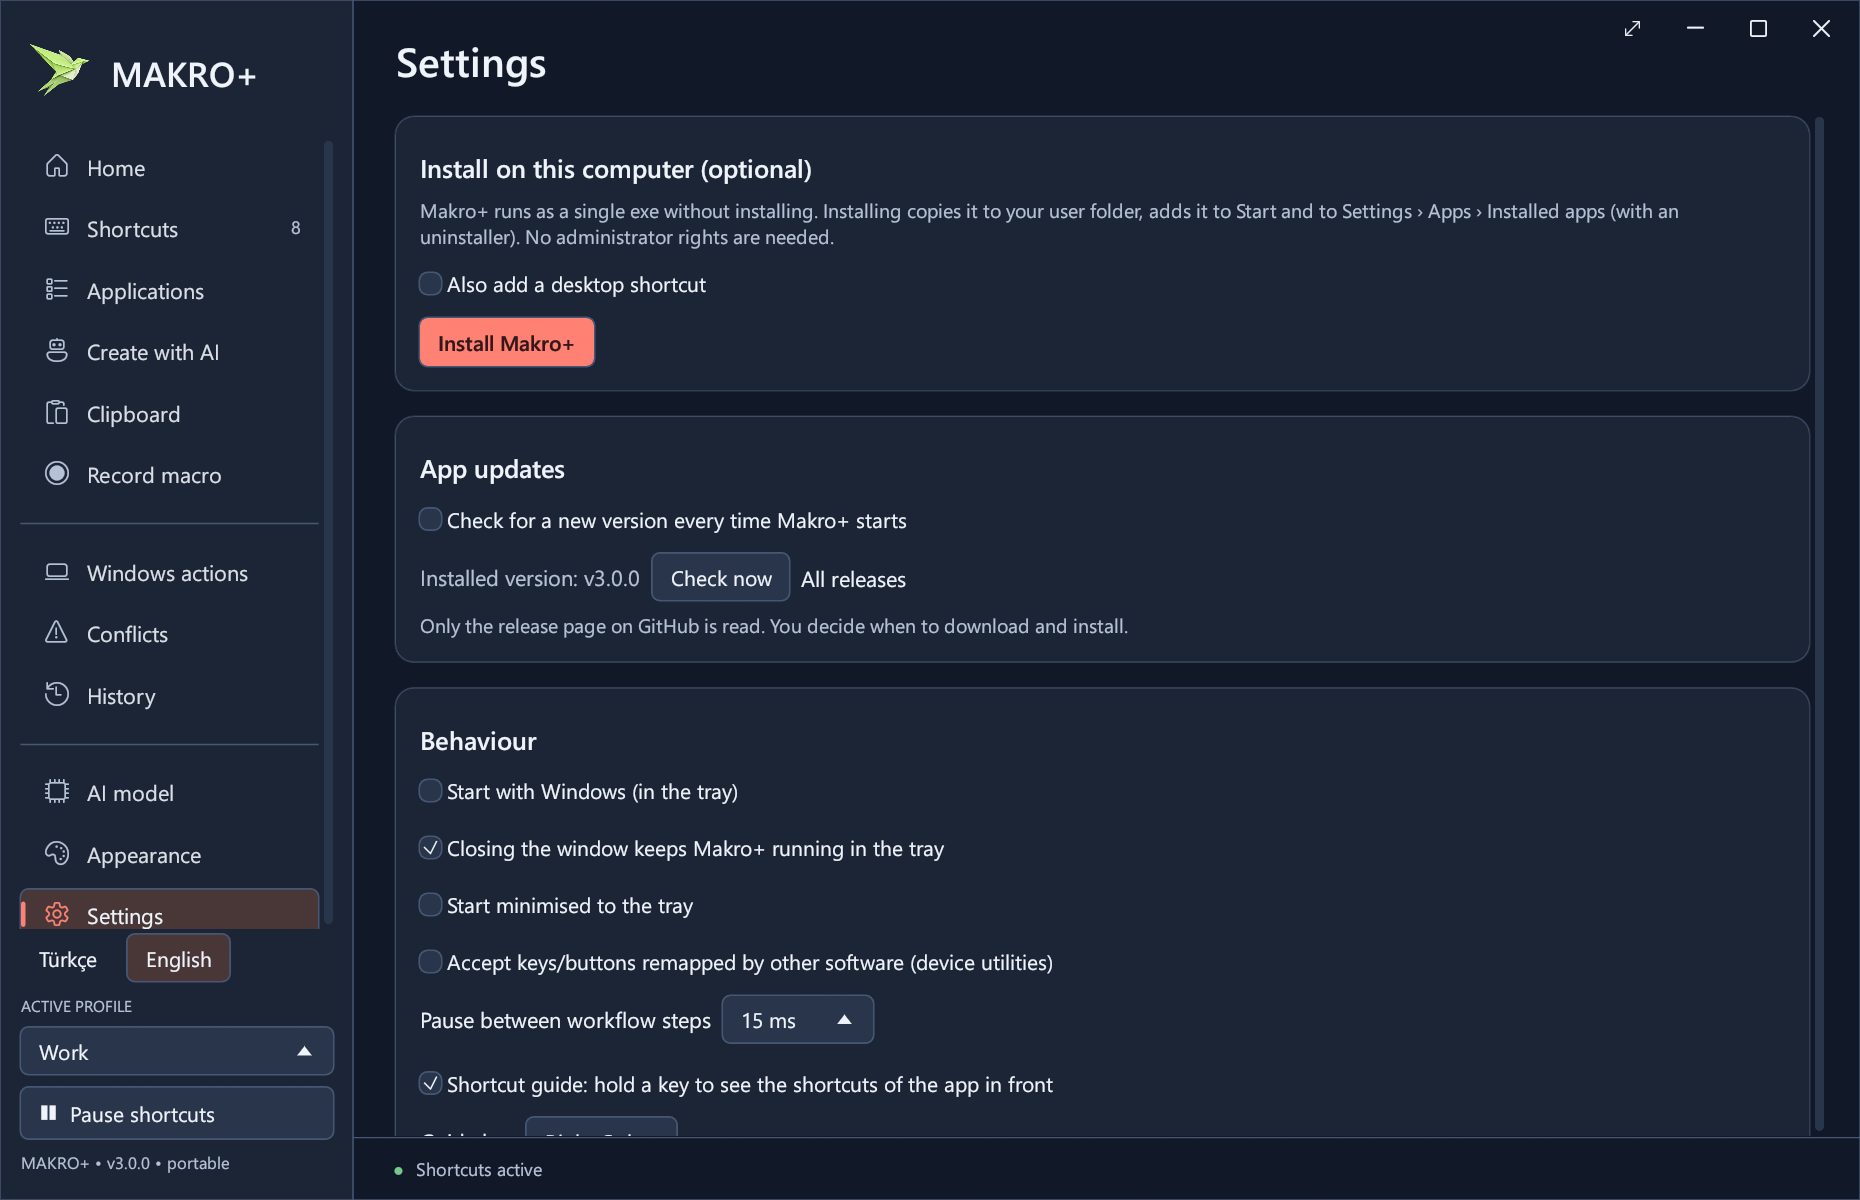 MAKRO+
Home
Shortcuts 8
Applications
Create with AI
Clipboard
Record macro
Windows actions
Conflicts
History
AI model
Appearance
Settings
Türkçe English
ACTIVE PROFILE
Work
Pause shortcuts
MAKRO+ • v3.0.0 • portable
Settings
Install on this computer (optional)
Makro+ runs as a single exe without installing. Installing copies it to your user folder, adds it to Start and to Settings › Apps › Installed apps (with an
uninstaller). No administrator rights are needed.
Also add a desktop shortcut
Install Makro+
App updates
Check for a new version every time Makro+ starts
Installed version: v3.0.0 Check now All releases
Only the release page on GitHub is read. You decide when to download and install.
Behaviour
Start with Windows (in the tray)
Closing the window keeps Makro+ running in the tray
Start minimised to the tray
Accept keys/buttons remapped by other software (device utilities)
Pause between workflow steps 15 ms
Shortcut guide: hold a key to see the shortcuts of the app in front
Shortcuts active